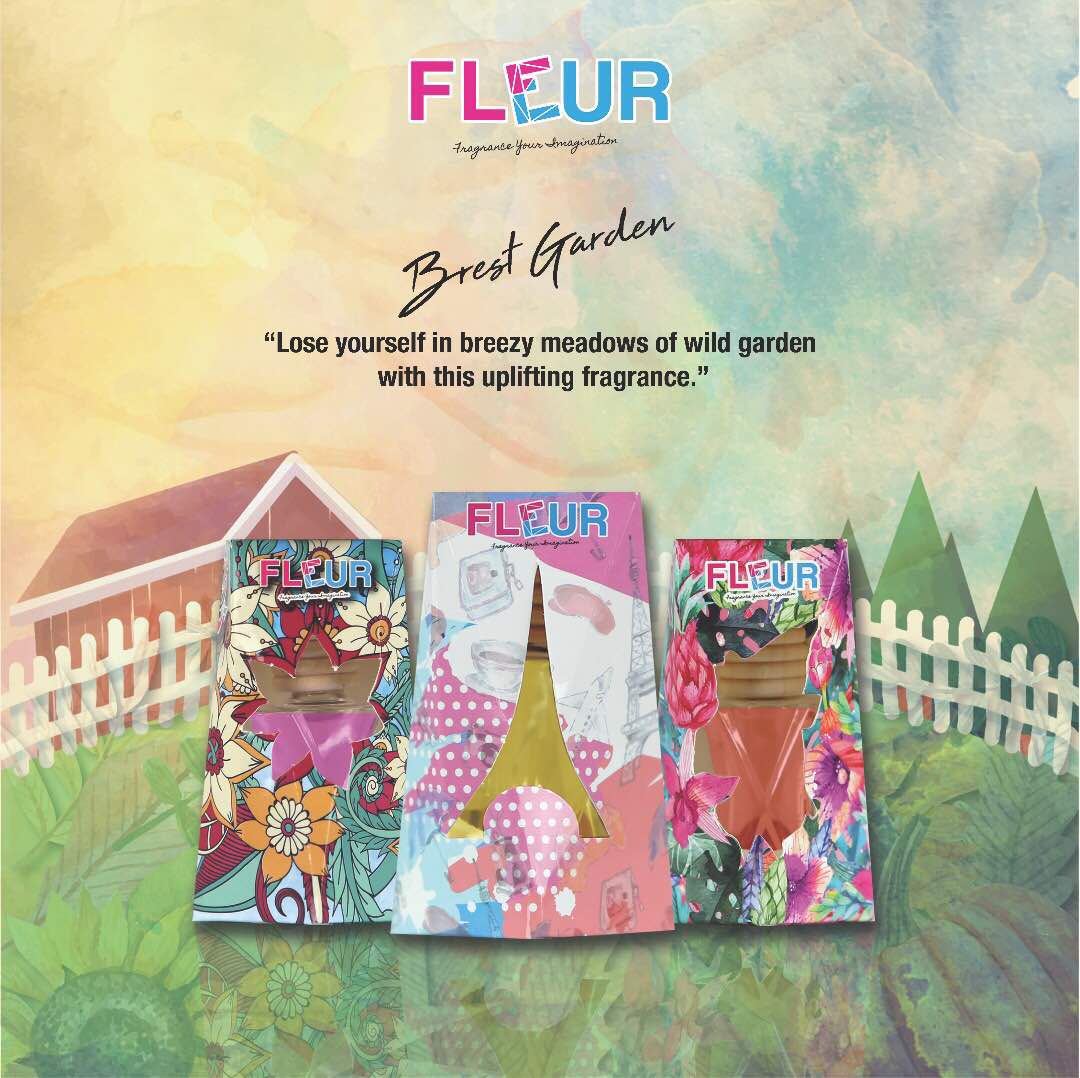 FLEUR
Fragrance Your Imagination
Brest Garden
“Lose yourself in breezy meadows of wild garden
with this uplifting fragrance.”
FLEUR
Fragrance Your Imagination
FLEUR
Fragrance Your Imagination
FLEUR
Fragrance Your Imagination